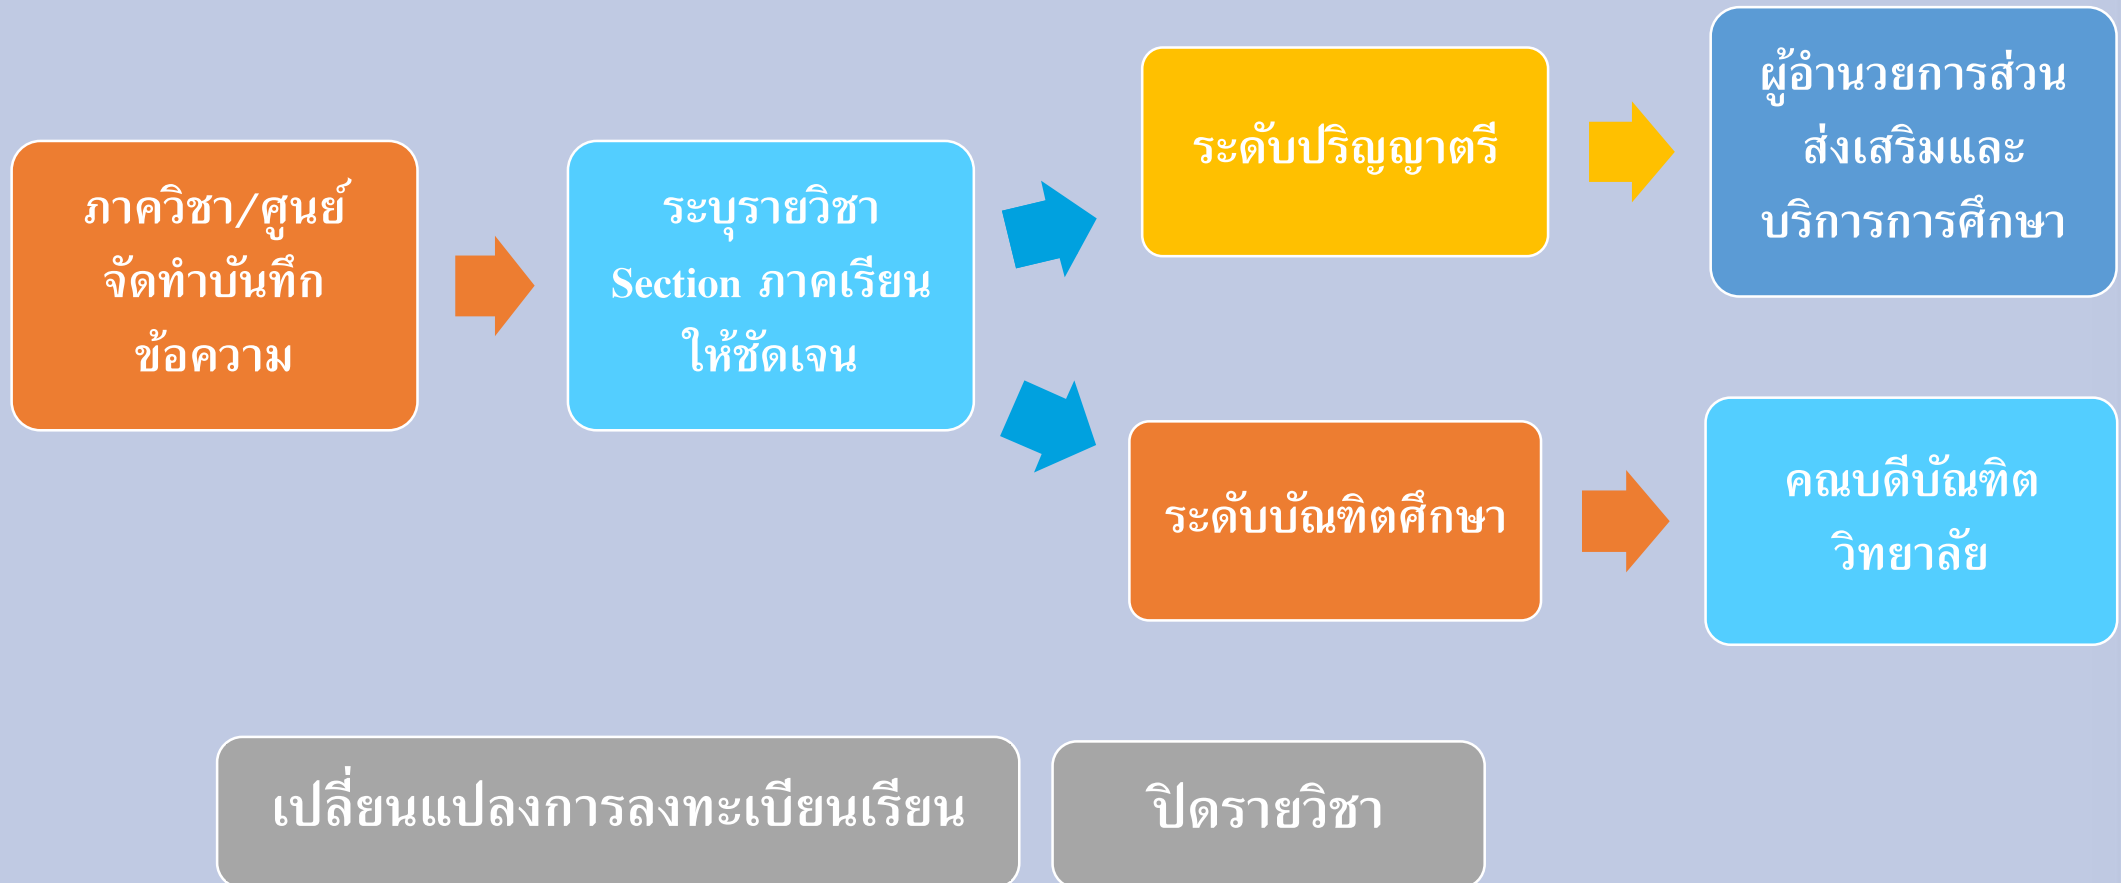 ภาควิชา/ศูนย์
จัดทำบันทึก
ข้อความ
ระบุรายวิชา
Section ภาคเรียน
ให้ชัดเจน
ระดับปริญญาตรี
ผู้อำนวยการส่วน
ส่งเสริมและ
บริการการศึกษา
ระดับบัณฑิตศึกษา
คณบดีบัณฑิต
วิทยาลัย
เปลี่ยนแปลงการลงทะเบียนเรียน
ปิดรายวิชา